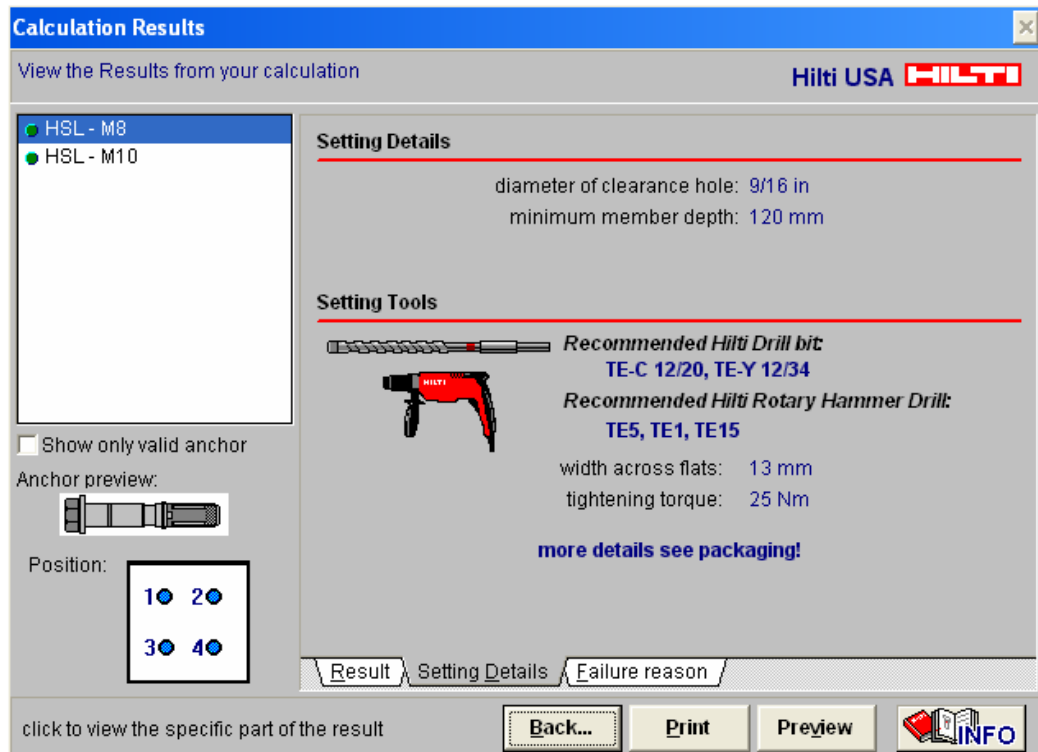 Calculation Results
View the Results from your calculation
Hilti USA HILTI
HSL - M8
HSL - M10
Setting Details
diameter of clearance hole: 9/16 in
minimum member depth: 120 mm
Setting Tools
Recommended Hilti Drill bit:
TE-C 12/20, TE-Y 12/34
HILTI
Recommended Hilti Rotary Hammer Drill:
TE5, TE1, TE15
width across flats: 13 mm
tightening torque: 25 Nm
more details see packaging!
Show only valid anchor
Anchor preview:
Position:
1 2
3 4
Result Setting Details Failure reason
click to view the specific part of the result
Back... Print Preview INFO